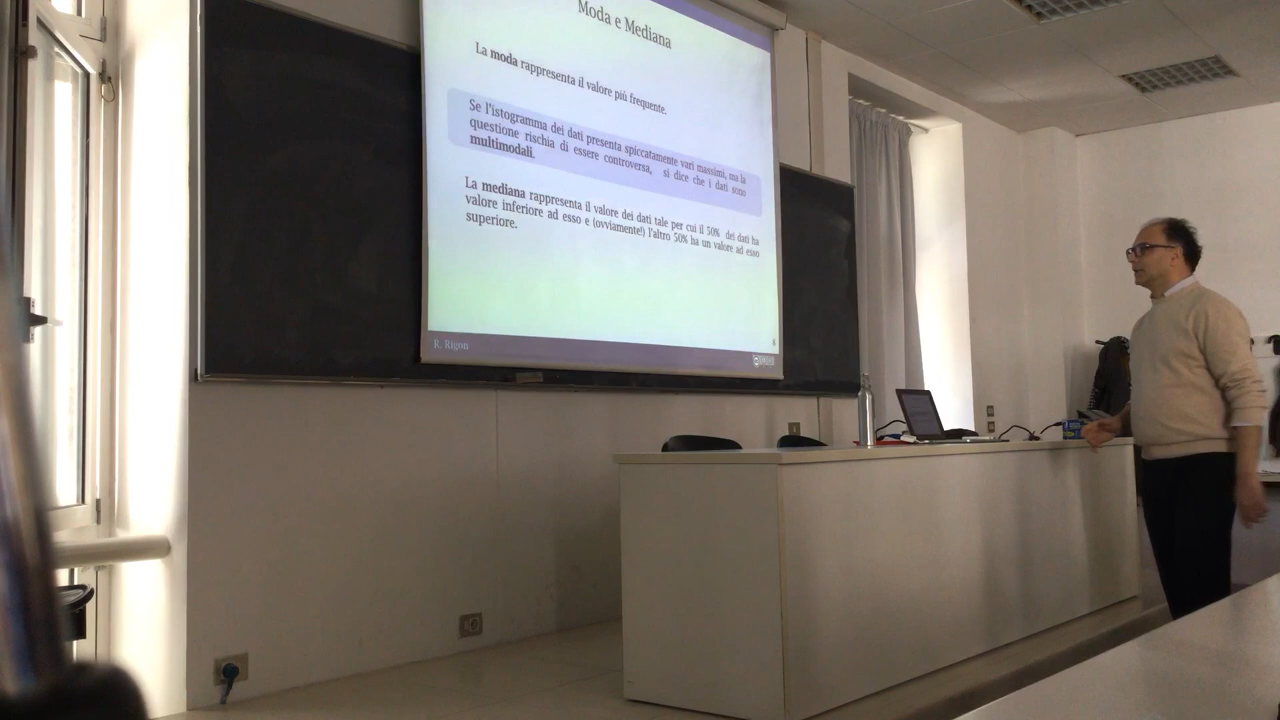 Moda e Mediana
La moda rappresenta il valore più frequente.
Se l'istogramma dei dati presenta spiccatamente vari massimi, ma la
questione rischia di essere controversa, si dice che i dati sono
multimodali.
La mediana rappresenta il valore dei dati tale per cui il 50% dei dati ha
valore inferiore ad esso e (ovviamente!) l'altro 50% ha un valore ad esso
superiore.
R. Rigon